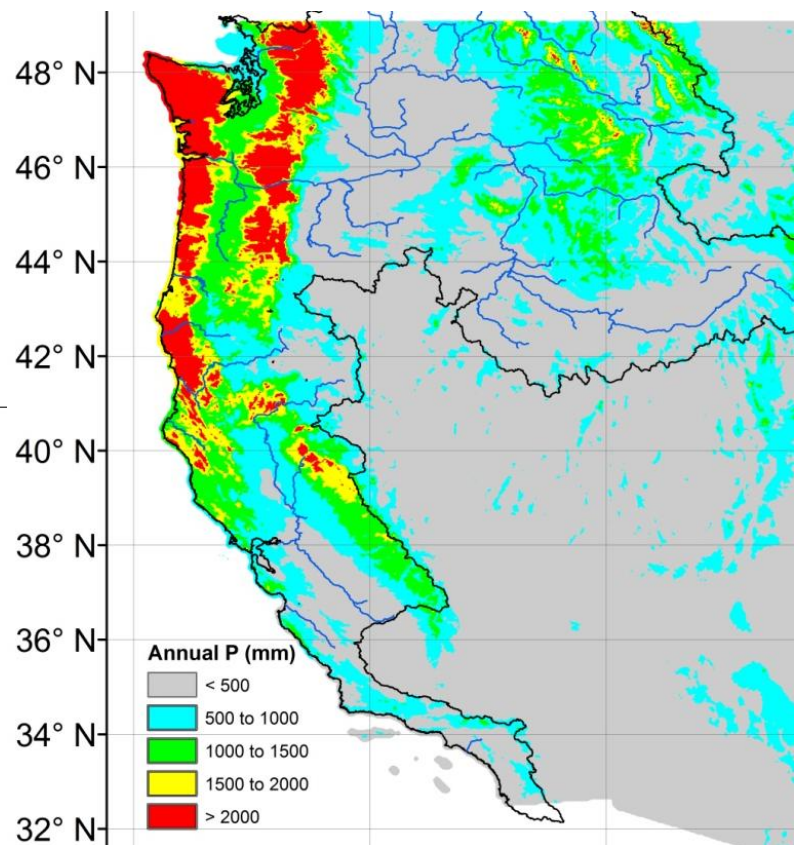 48° N
46° N
44° N
42° N
40° N
38° N
36° N
34° N
32° N
Annual P (mm)
< 500
500 to 1000
1000 to 1500
1500 to 2000
> 2000